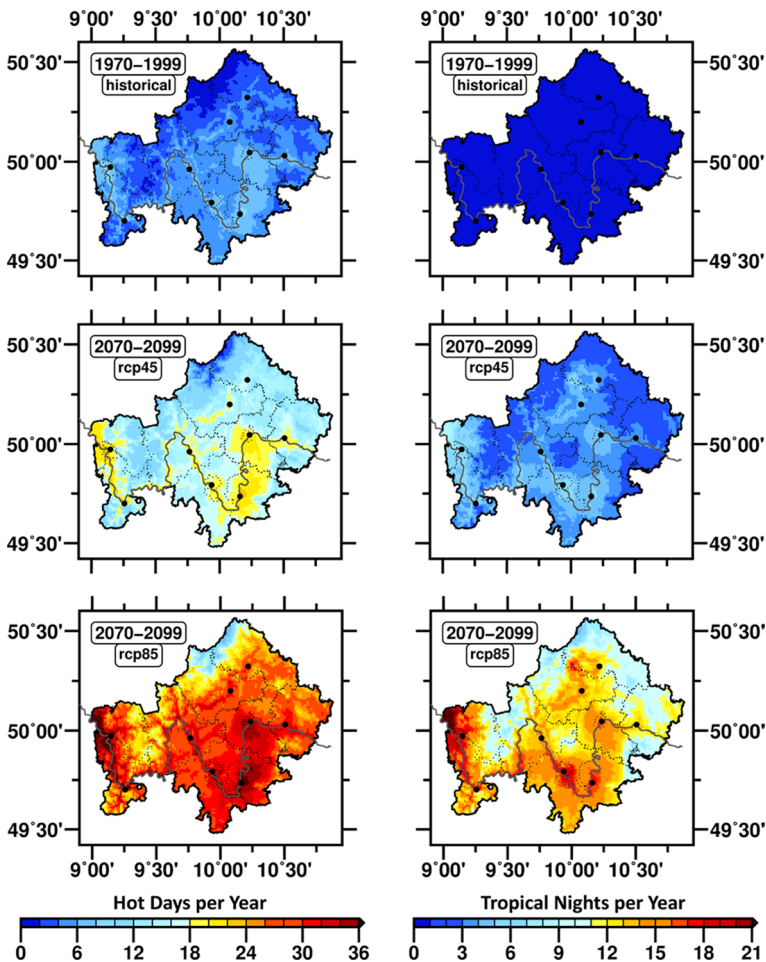 9°00' 9°30' 10°00' 10°30' 9°00' 9°30' 10°00' 10°30'
50°30' 1970–1999 historical 1970–1999 historical 50°30'
50°00' 50°00'
49°30' 49°30'
50°30' 2070–2099 rcp45 2070–2099 rcp45 50°30'
50°00' 50°00'
49°30' 49°30'
50°30' 2070–2099 rcp85 2070–2099 rcp85 50°30'
50°00' 50°00'
49°30' 49°30'
9°00' 9°30' 10°00' 10°30' 9°00' 9°30' 10°00' 10°30'
Hot Days per Year Tropical Nights per Year
0 6 12 18 24 30 36 0 3 6 9 12 15 18 21